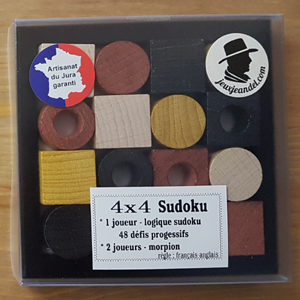 Artisanat
du Jura
garanti
jeuxjeandel.com
4x4 Sudoku
* 1 joueur - logique sudoku
48 défis progessifs
* 2 joueurs - morpion
règle : français-anglais